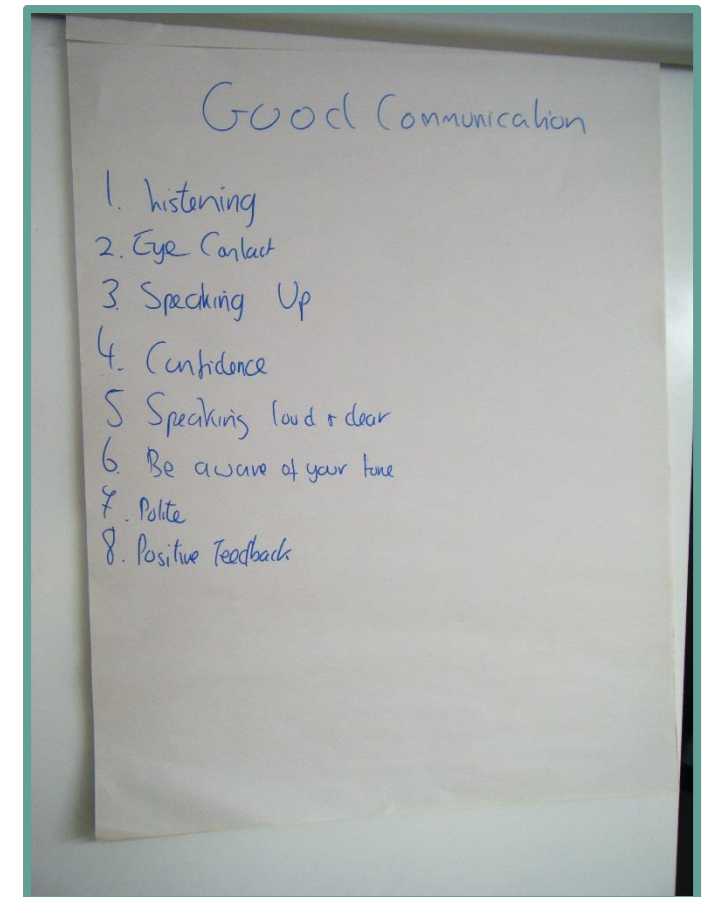 Good Communication
1. Listening
2. Eye Contact
3. Speaking Up
4. Confidence
5 Speaking loud + clear
6. Be aware of your tone
7. Polite
8. Positive Feedback